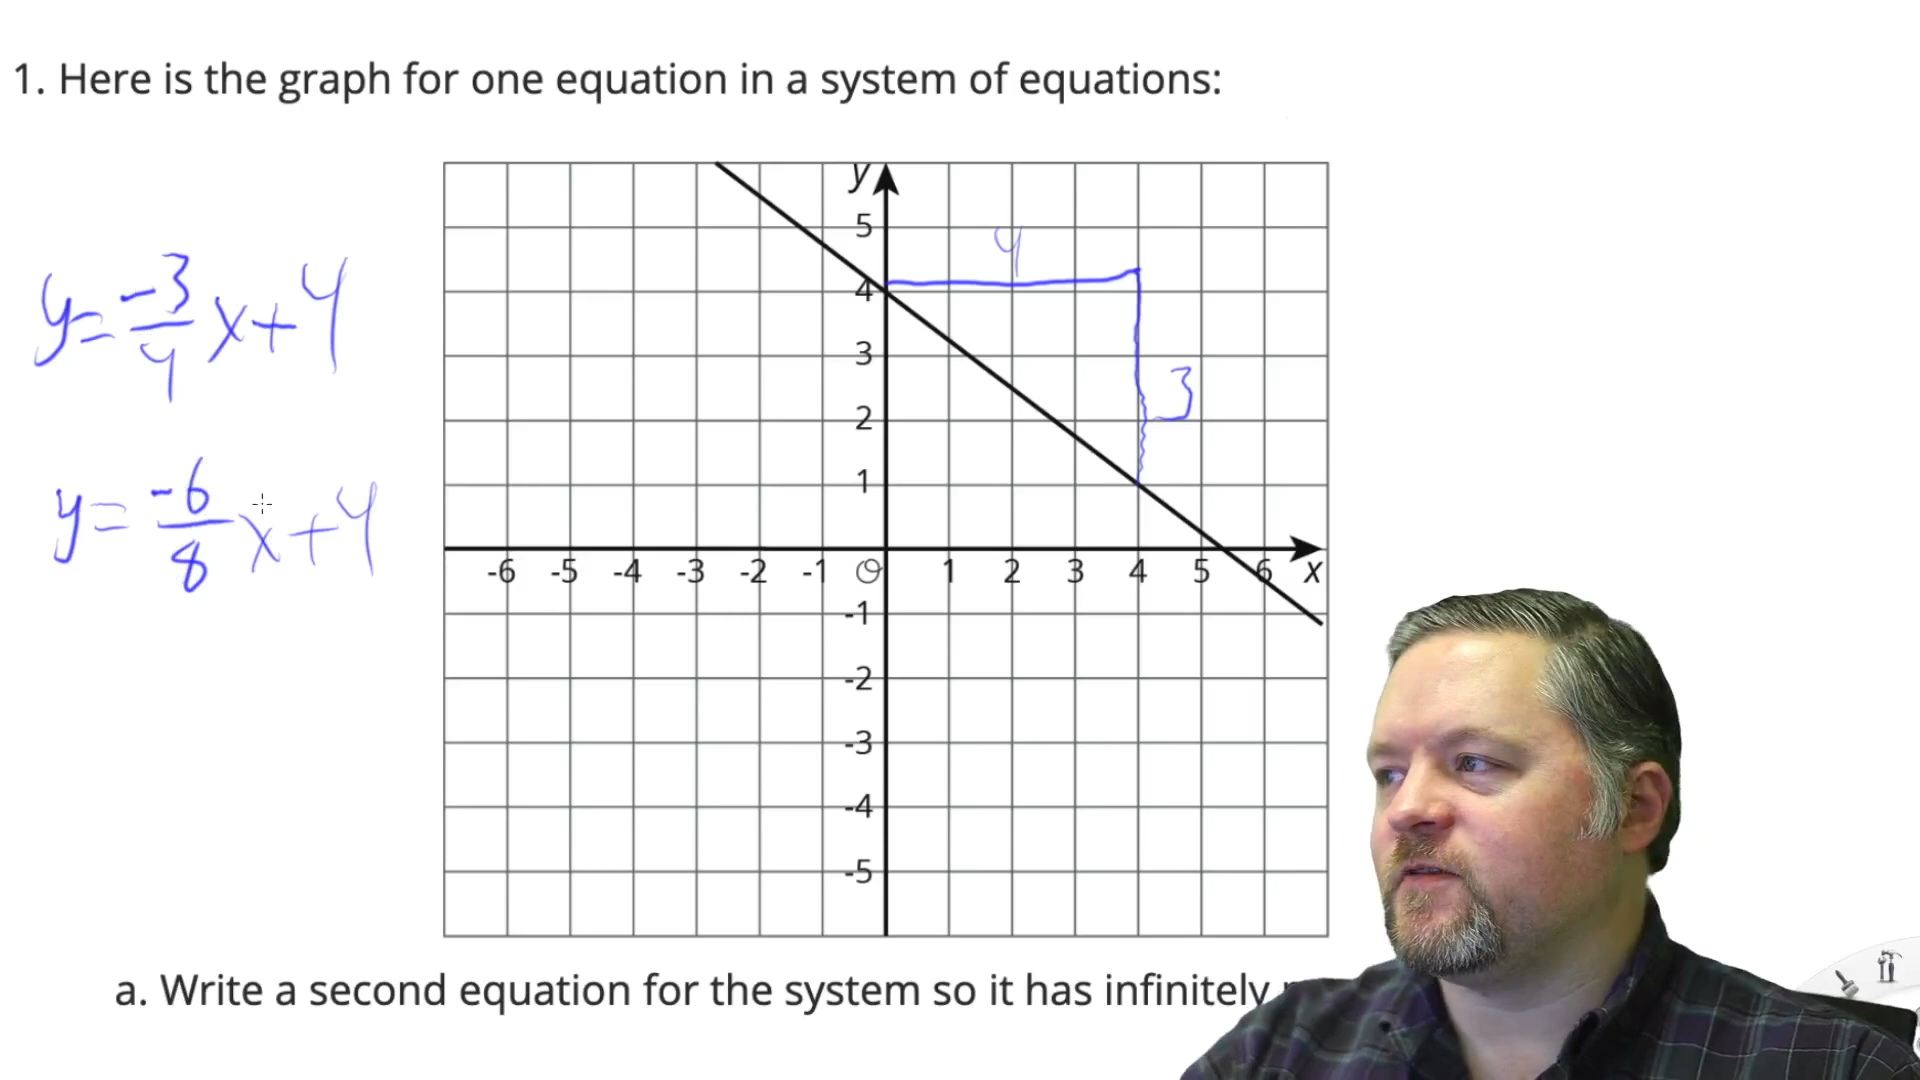 1. Here is the graph for one equation in a system of equations:
y
5
4
4
3
3
2
1
-6 -5 -4 -3 -2 -1 O 1 2 3 4 5 6 x
-1
-2
-3
-4
-5
y = -3/4 x + 4
y = -6/8 x + 4
a. Write a second equation for the system so it has infinitely